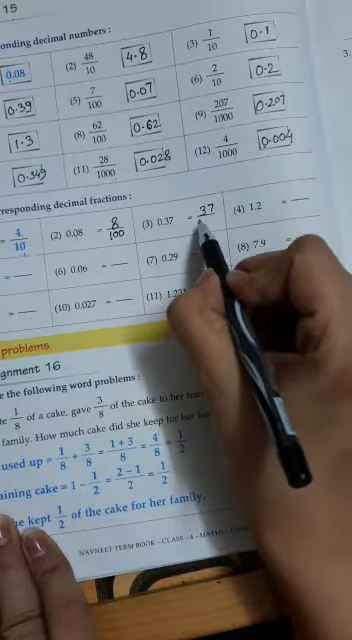 15
onding decimal numbers :
0.08 (2) 48/10 4.8 (3) 1/10 0.1
0.39 (5) 7/100 0.07 (6) 2/10 0.2
1.3 (8) 62/100 0.62 (9) 207/1000 0.207
0.349 (11) 28/1000 0.028 (12) 4/1000 0.004
3.
rresponding decimal fractions :
= 4/10 (2) 0.08 = 8/100 (3) 0.37 = 37 (4) 1.2 =
= (6) 0.06 = (7) 0.29 (8) 7.9 =
(10) 0.027 = (11) 1.23
problems
gnment 16
e the following word problems :
te 1/8 of a cake, gave 3/8 of the cake to her
family. How much cake did she keep for her
used up = 1/8 + 3/8 = 1 + 3/8 = 4/8 = 1/2
aining cake = 1 − 1/2 = 2 − 1/2 = 1/2
he kept 1/2 of the cake for her family.
NAVNEET TERM BOOK – CLASS – 4 – MATHS